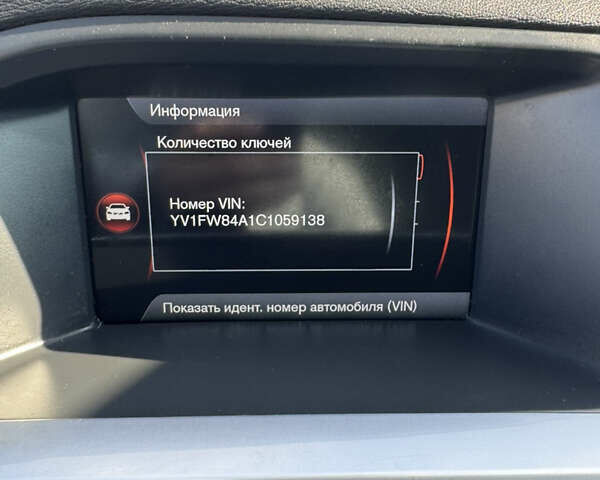 Информация
Количество ключей
Номер VIN:
YV1FW84A1C1059138
Показать идент. номер автомобиля (VIN)